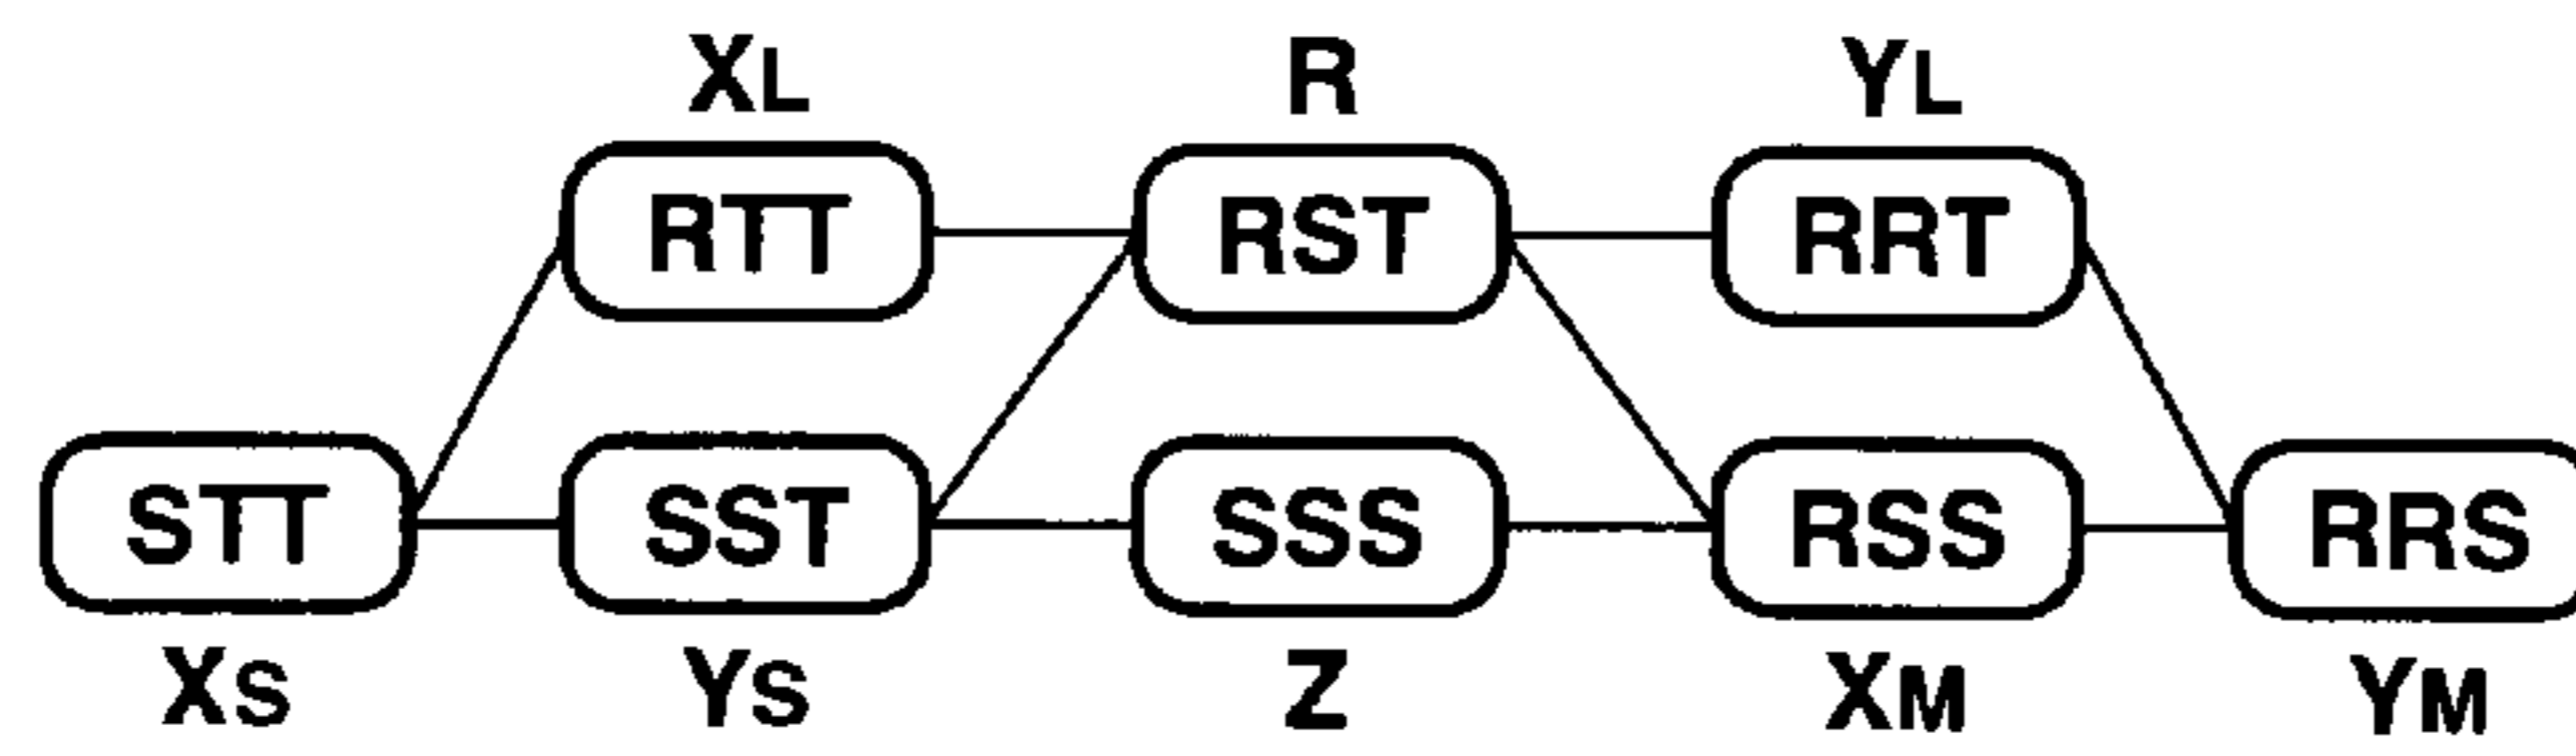 XL R YL
RTT RST RRT
STT SST SSS RSS RRS
XS YS Z XM YM